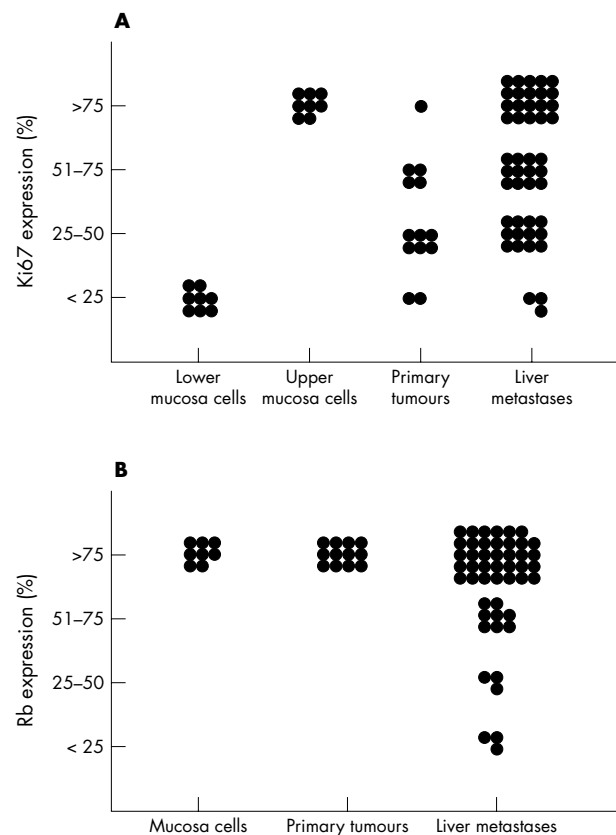 A
Ki67 expression (%)
>75
51–75
25–50
< 25
Lower
mucosa cells
Upper
mucosa cells
Primary
tumours
Liver
metastases
B
Rb expression (%)
>75
51–75
25–50
< 25
Mucosa cells
Primary tumours
Liver metastases